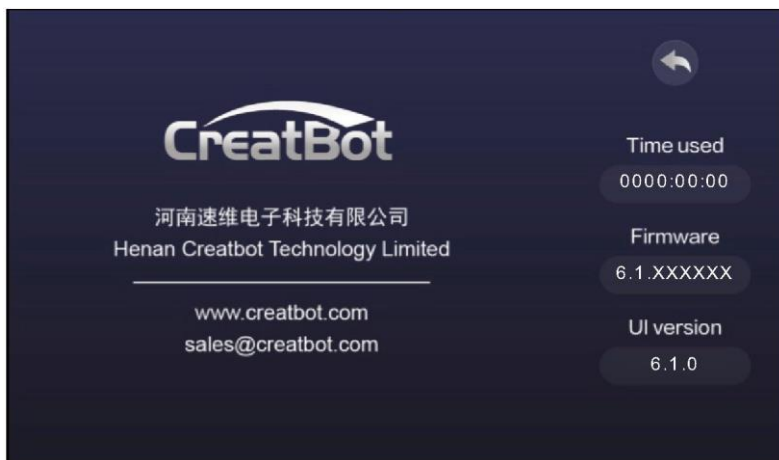 CreatBot
河南速维电子科技有限公司
Henan Creatbot Technology Limited
www.creatbot.com
sales@creatbot.com
Time used
0000:00:00
Firmware
6.1.XXXXXX
UI version
6.1.0